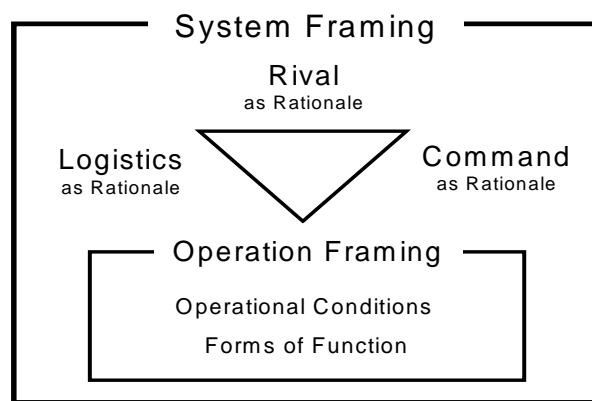 System Framing
Rival
as Rationale
Logistics
as Rationale
Command
as Rationale
Operation Framing
Operational Conditions
Forms of Function